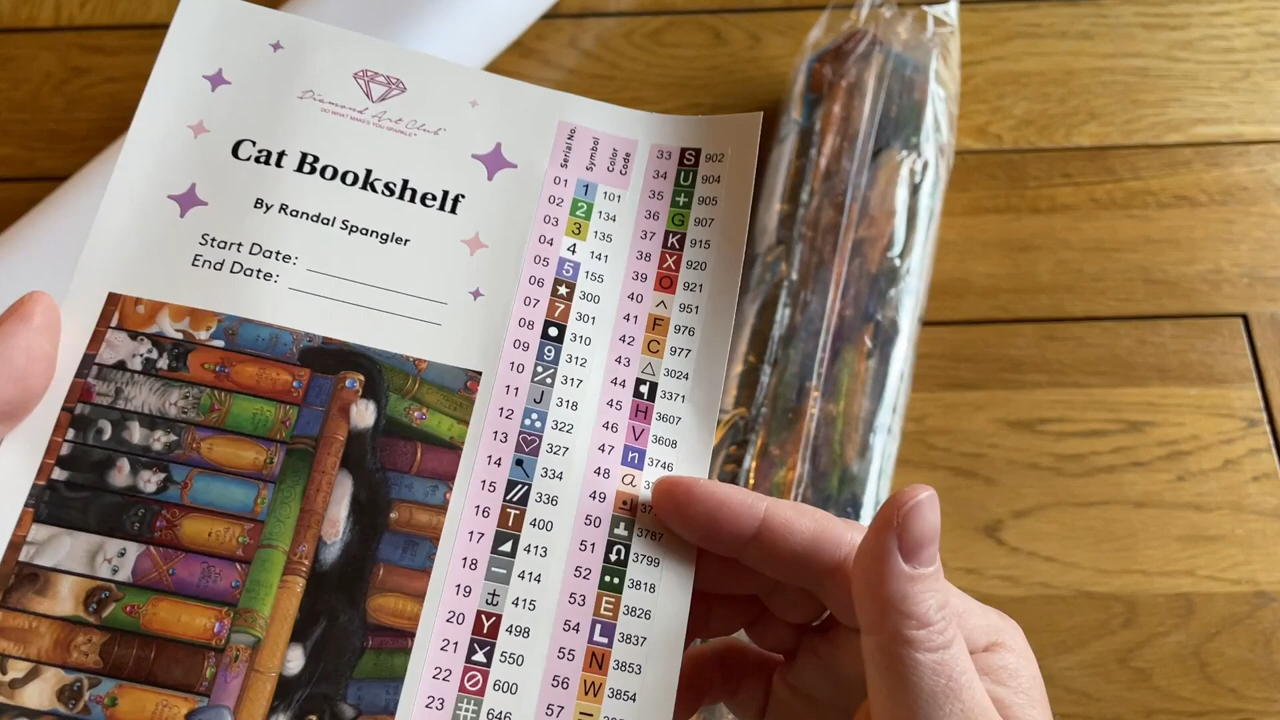 Diamond Art Club
DO WHAT MAKES YOU SPARKLE
Cat Bookshelf
By Randal Spangler
Start Date:
End Date:
Serial No. Symbol Color Code
01 1 101
02 2 134
03 3 135
04 4 141
05 5 155
06 ★ 300
07 7 301
08 ● 310
09 9 312
10 ⁒ 317
11 J 318
12 322
13 ♡ 327
14 334
15 // 336
16 T 400
17 ◢ 413
18 — 414
19 ⚓ 415
20 Y 498
21 550
22 ⊘ 600
23 # 646
33 S 902
34 U 904
35 + 905
36 G 907
37 K 915
38 X 920
39 O 921
40 ^ 951
41 F 976
42 C 977
43 △ 3024
44 3371
45 H 3607
46 V 3608
47 n 3746
48 a
49
50 3787
51 3799
52 •• 3818
53 E 3826
54 L 3837
55 N 3853
56 W 3854
57 –